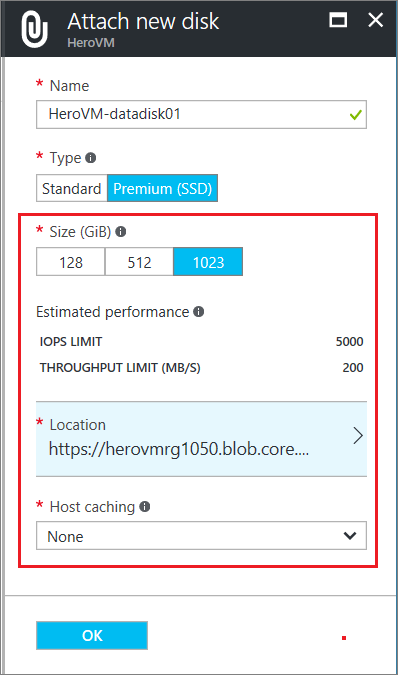 Attach new disk
HeroVM
* Name
HeroVM-datadisk01
* Type
Standard Premium (SSD)
* Size (GiB)
128 512 1023
Estimated performance
IOPS LIMIT 5000
THROUGHPUT LIMIT (MB/S) 200
* Location
https://herovmrg1050.blob.core....
* Host caching
None
OK